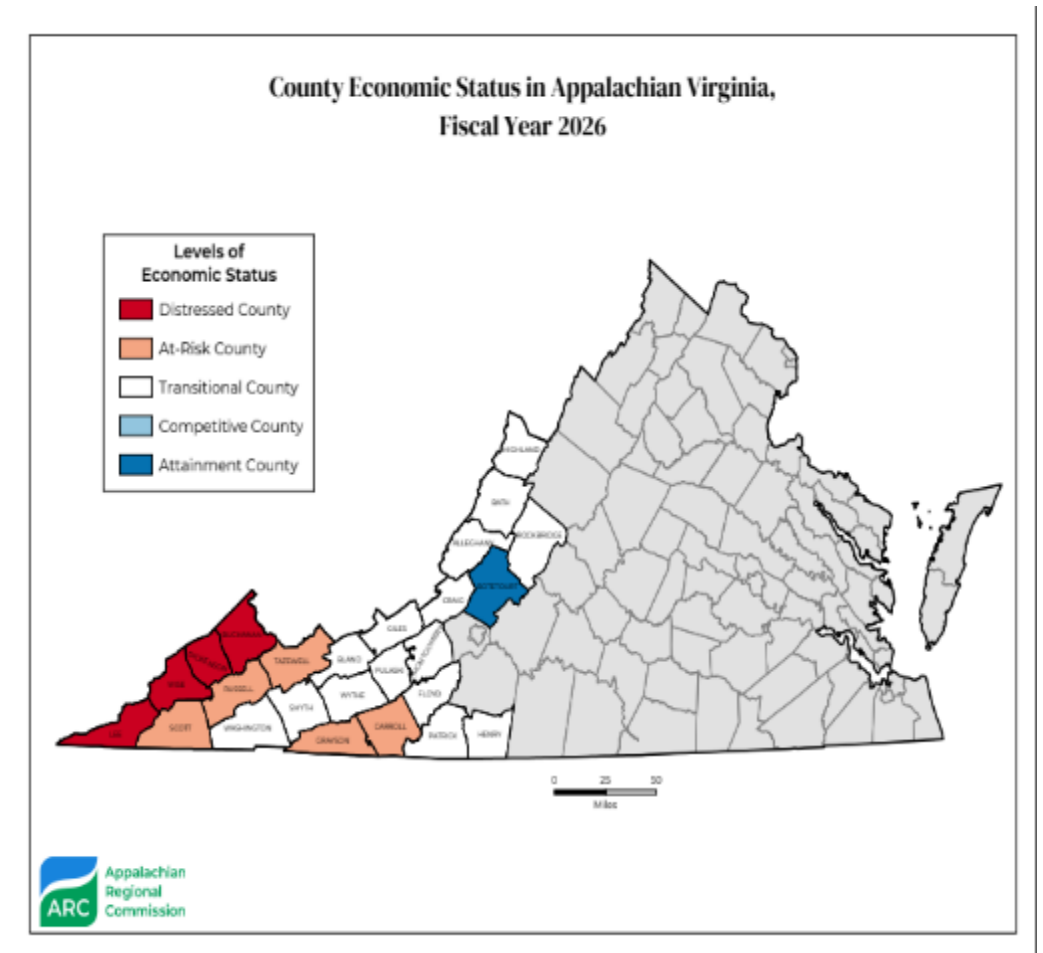 County Economic Status in Appalachian Virginia,
Fiscal Year 2026
Levels of
Economic Status
Distressed County
At-Risk County
Transitional County
Competitive County
Attainment County
HIGHLAND
BATH
ROCKBRIDGE
ALLEGHANY
BOTETOURT
CRAIG
BUCHANAN
DICKENSON
WISE
LEE
SCOTT
RUSSELL
TAZEWELL
BLAND
GILES
PULASKI
MONTGOMERY
FLOYD
WYTHE
SMYTH
WASHINGTON
GRAYSON
CARROLL
PATRICK
HENRY
0 25 50
Miles
ARC
Appalachian
Regional
Commission